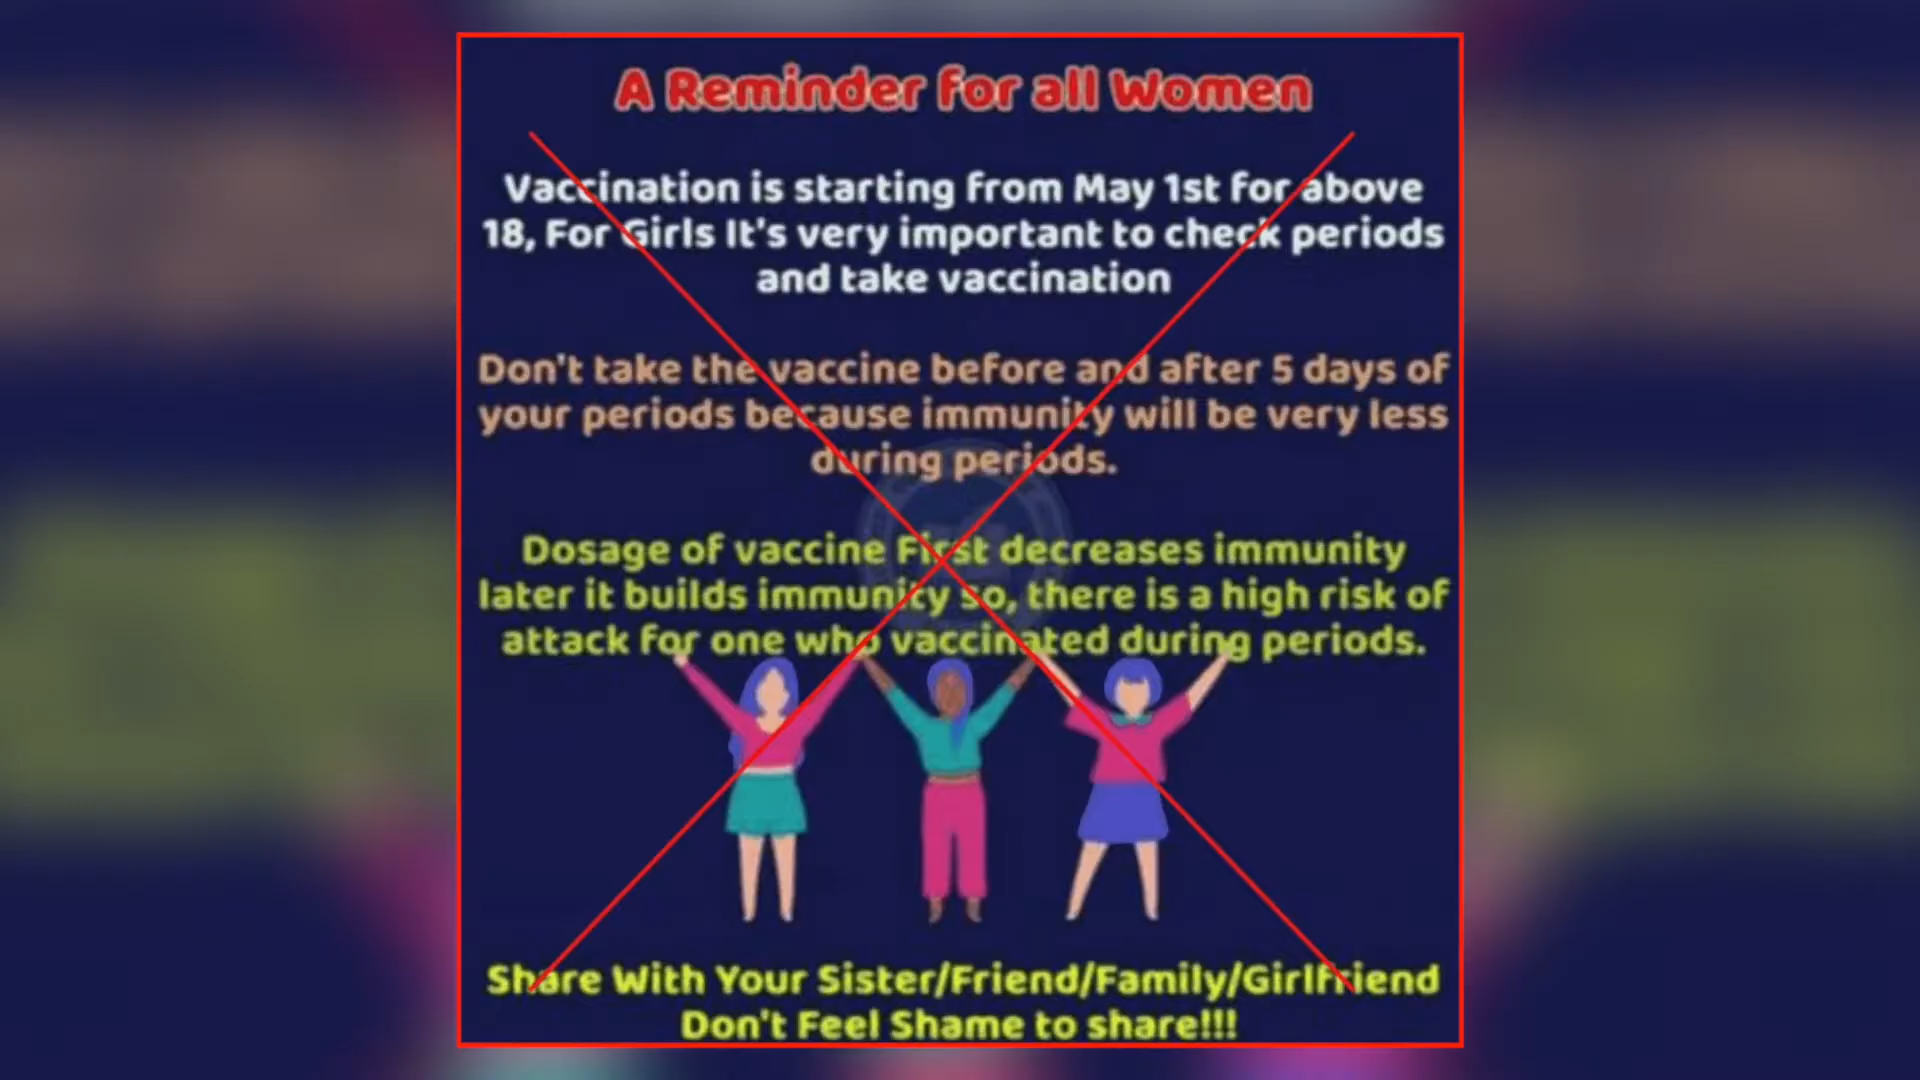 A Reminder for all Women
Vaccination is starting from May 1st for above
18, For Girls It's very important to check periods
and take vaccination
Don't take the vaccine before and after 5 days of
your periods because immunity will be very less
during periods.
Dosage of vaccine First decreases immunity
later it builds immunity so, there is a high risk of
attack for one who vaccinated during periods.
Share With Your Sister/Friend/Family/Girlfriend
Don't Feel Shame to share!!!